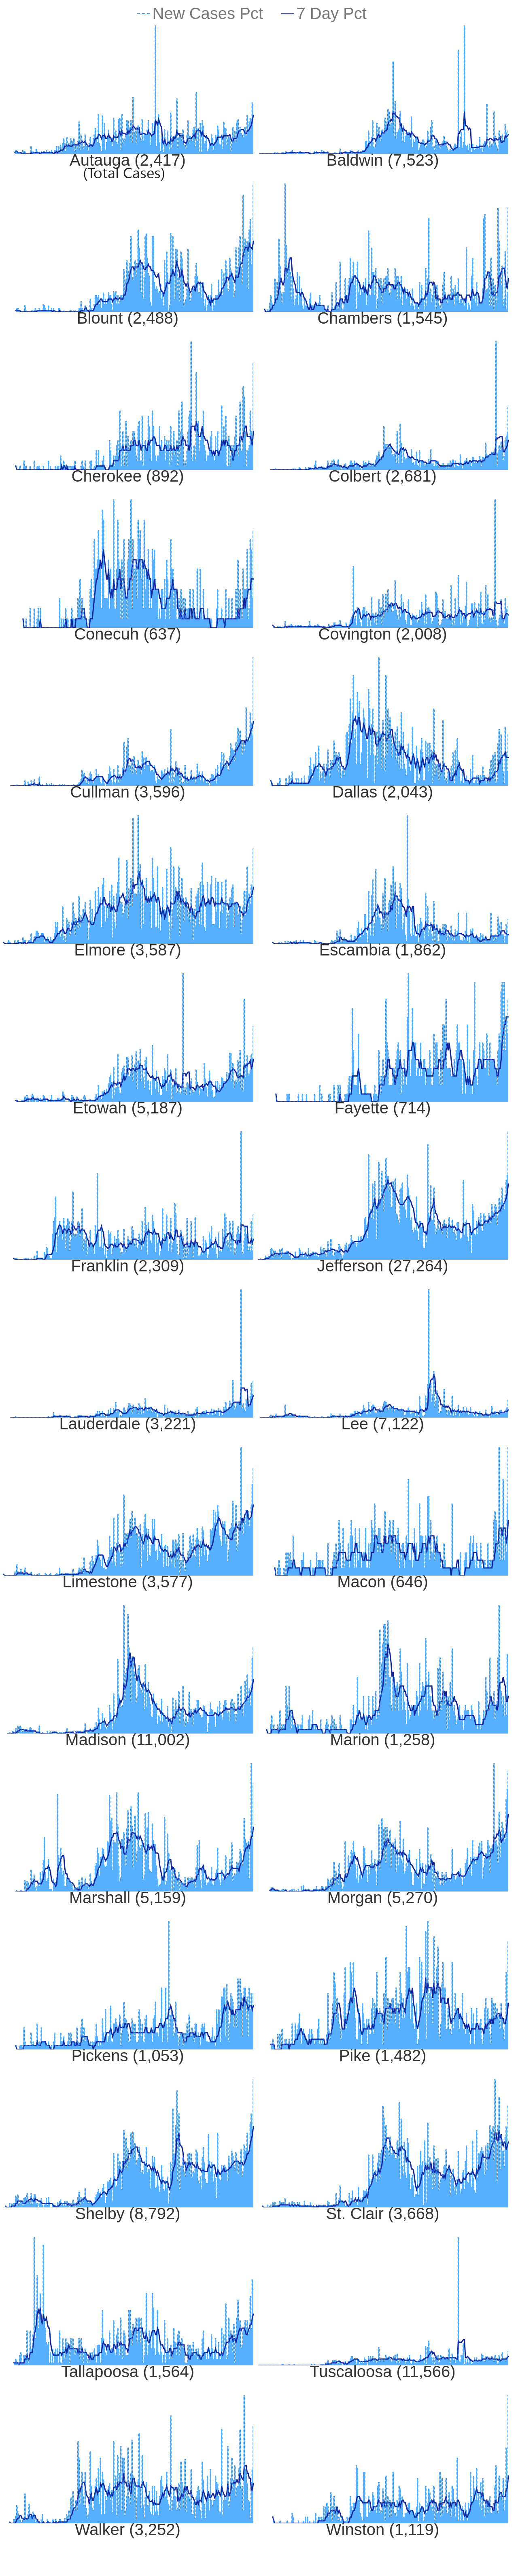 New Cases Pct 7 Day Pct
Autauga (2,417) Baldwin (7,523)
(Total Cases)
Blount (2,488) Chambers (1,545)
Cherokee (892) Colbert (2,681)
Conecuh (637) Covington (2,008)
Cullman (3,596) Dallas (2,043)
Elmore (3,587) Escambia (1,862)
Etowah (5,187) Fayette (714)
Franklin (2,309) Jefferson (27,264)
Lauderdale (3,221) Lee (7,122)
Limestone (3,577) Macon (646)
Madison (11,002) Marion (1,258)
Marshall (5,159) Morgan (5,270)
Pickens (1,053) Pike (1,482)
Shelby (8,792) St. Clair (3,668)
Tallapoosa (1,564) Tuscaloosa (11,566)
Walker (3,252) Winston (1,119)